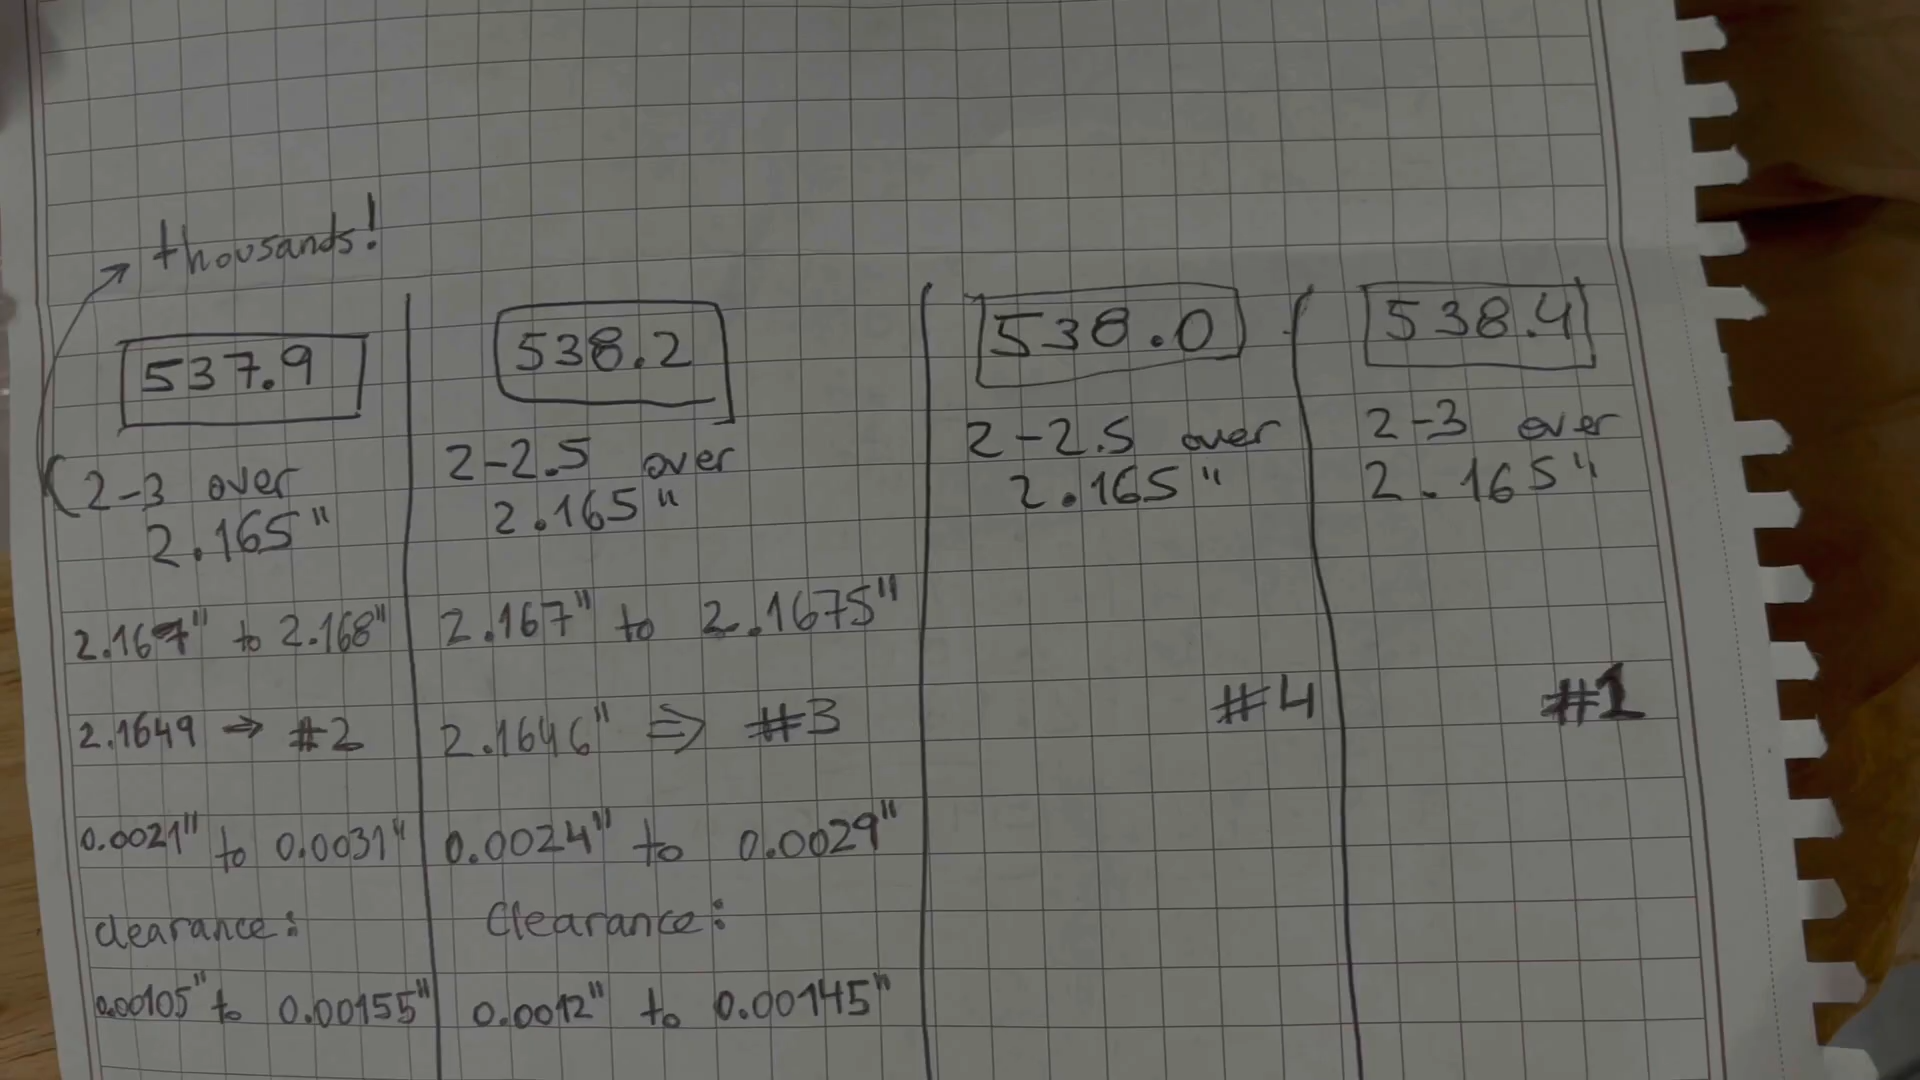 thousands!
537.9
(2-3 over
2.165"
2.167" to 2.168"
2.1649 ⇒ #2
0.0021" to 0.0031"
clearance:
0.00105" to 0.00155"
538.2
2-2.5 over
2.165"
2.167" to 2.1675"
2.1646" ⇒ #3
0.0024" to 0.0029"
Clearance:
0.0012" to 0.00145"
538.0
2-2.5 over
2.165"
#4
538.4
2-3 over
2.165"
#1